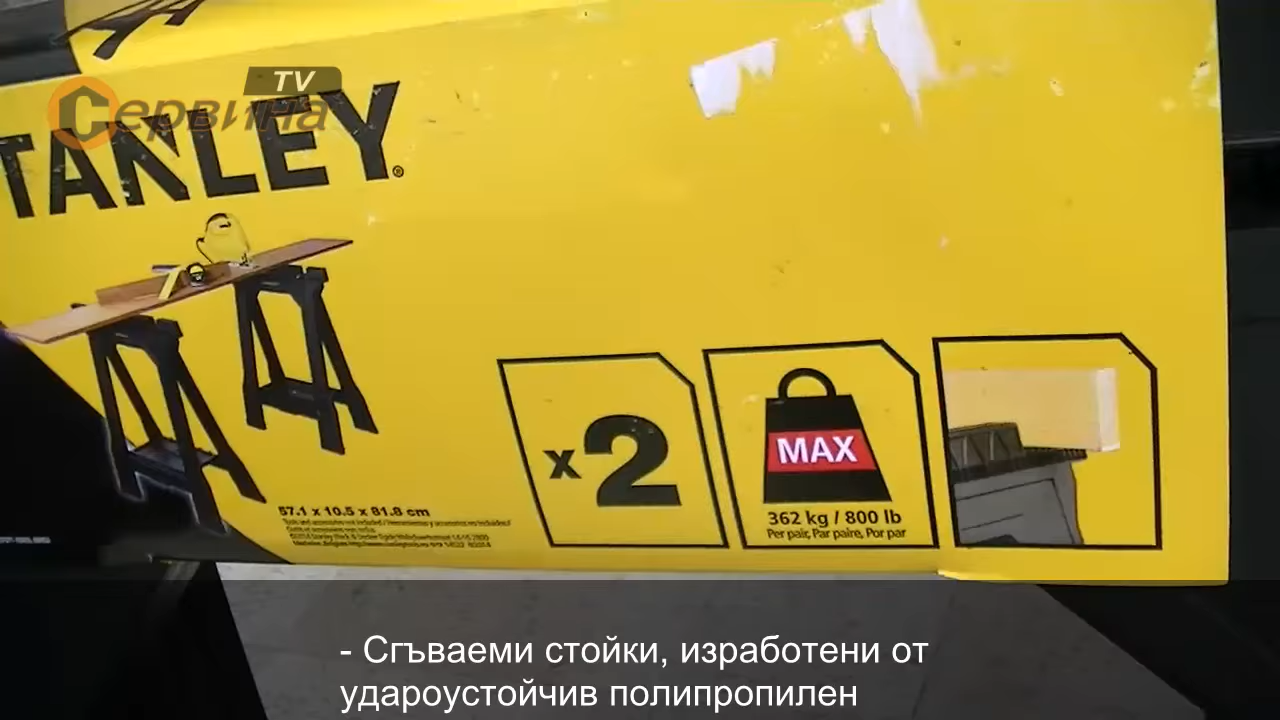 TV
Сервина
TANLEY®
x2
MAX
57.1 x 10.5 x 81.8 cm
362 kg / 800 lb
Per pair, Par paire, Por par
- Сгъваеми стойки, изработени от
удароустойчив полипропилен